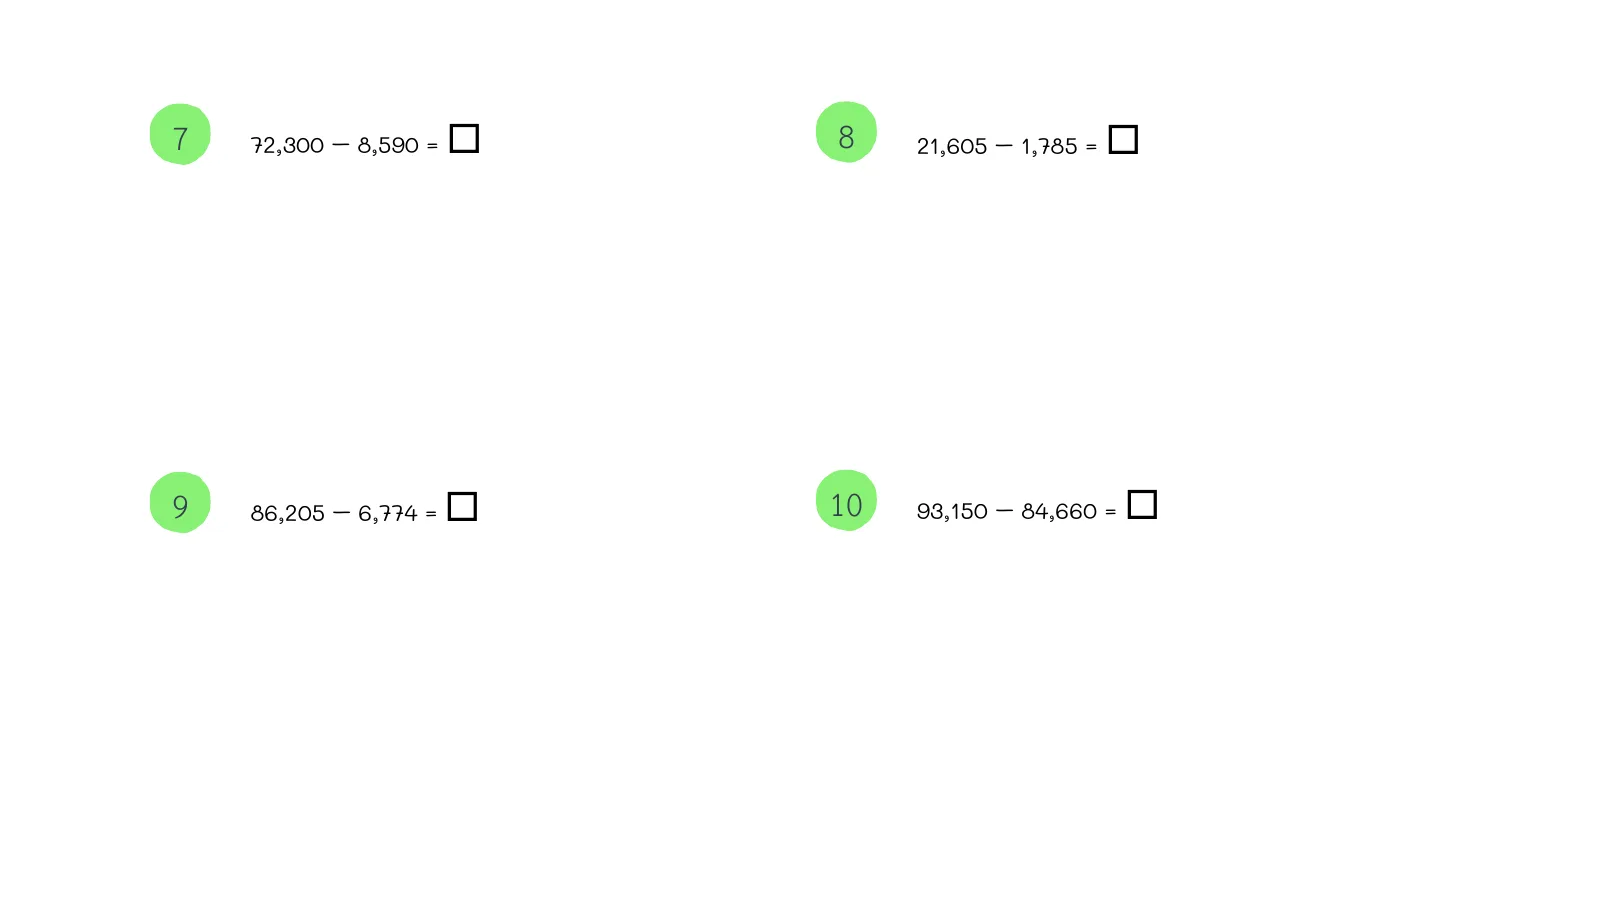 7
72,300 − 8,590 = □
8
21,605 − 1,785 = □
9
86,205 − 6,774 = □
10
93,150 − 84,660 = □